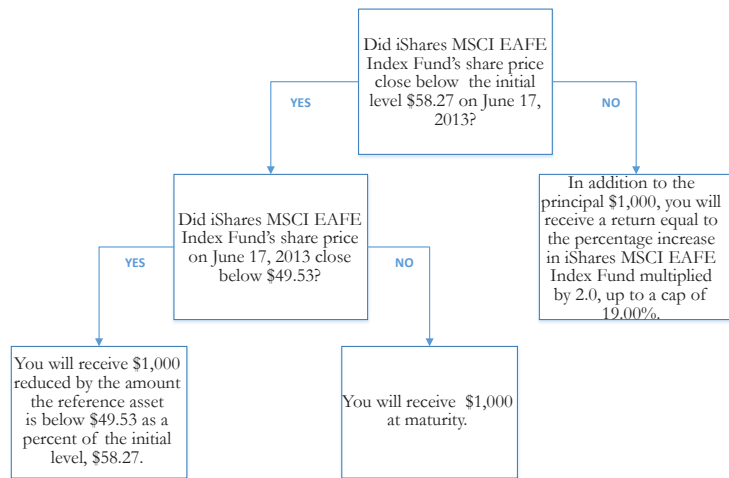 Did iShares MSCI EAFE
Index Fund's share price
close below the initial
level $58.27 on June 17,
2013?
YES
NO
Did iShares MSCI EAFE
Index Fund's share price
on June 17, 2013 close
below $49.53?
In addition to the
principal $1,000, you will
receive a return equal to
the percentage increase
in iShares MSCI EAFE
Index Fund multiplied
by 2.0, up to a cap of
19.00%.
YES
NO
You will receive $1,000
reduced by the amount
the reference asset
is below $49.53 as a
percent of the initial
level, $58.27.
You will receive $1,000
at maturity.